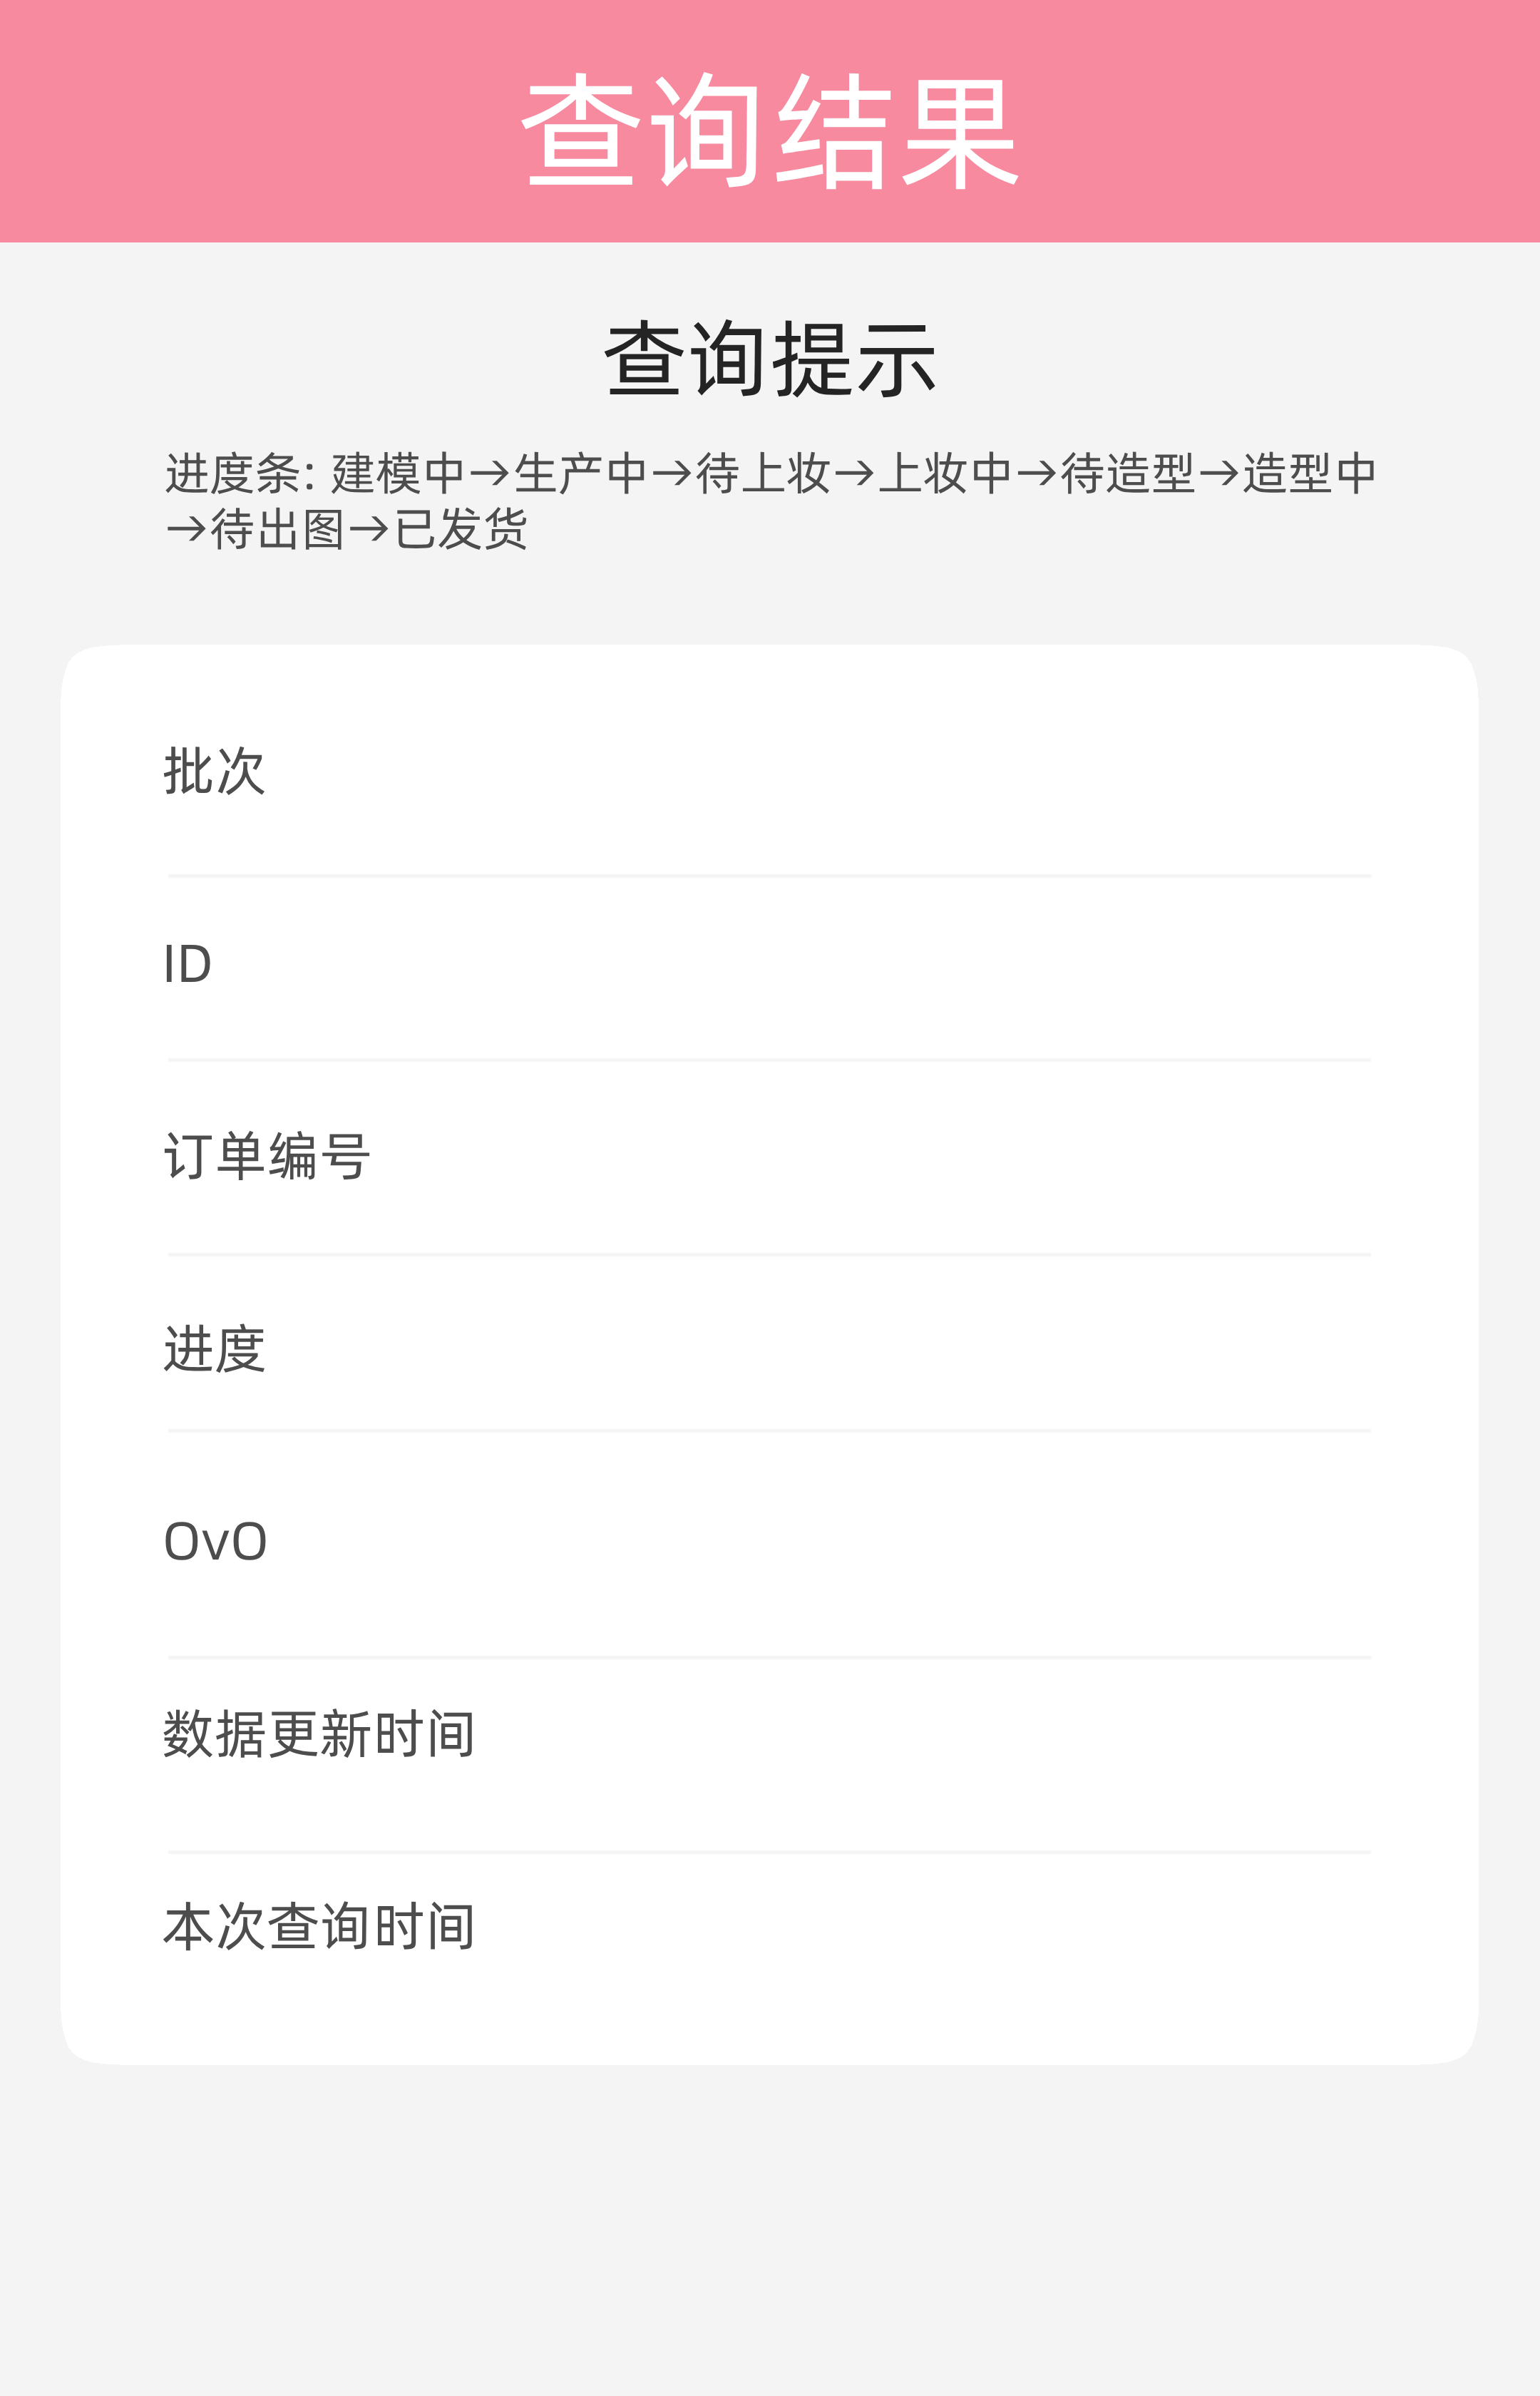 查询结果
查询提示
进度条: 建模中→生产中→待上妆→上妆中→待造型→造型中
→待出图→已发货
批次
ID
订单编号
进度
OvO
数据更新时间
本次查询时间